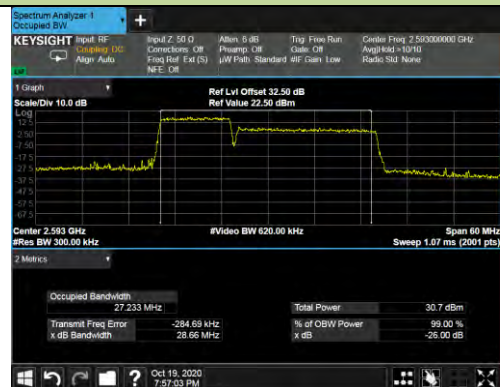 Spectrum Analyzer 1
Occupied BW
KEYSIGHT
Input: RF
Coupling: DC
Align: Auto
Input Z: 50 Ω
Corrections: Off
Freq Ref: Ext (S)
NFE: Off
Atten: 6 dB
Preamp: Off
µW Path: Standard
Trig: Free Run
Gate: Off
#IF Gain: Low
Center Freq: 2.593000000 GHz
Avg|Hold:>10/10
Radio Std: None
1 Graph
Scale/Div 10.0 dB
Ref Lvl Offset 32.50 dB
Ref Value 22.50 dBm
Log
12.5
2.50
-7.50
-17.5
-27.5
-37.5
-47.5
-57.5
-67.5
Center 2.593 GHz
#Video BW 620.00 kHz
Span 60 MHz
#Res BW 300.00 kHz
Sweep 1.07 ms (2001 pts)
2 Metrics
Occupied Bandwidth
27.233 MHz
Total Power
30.7 dBm
Transmit Freq Error
-284.69 kHz
% of OBW Power
99.00 %
x dB Bandwidth
28.66 MHz
x dB
-26.00 dB
?
Oct 19, 2020
7:57:03 PM